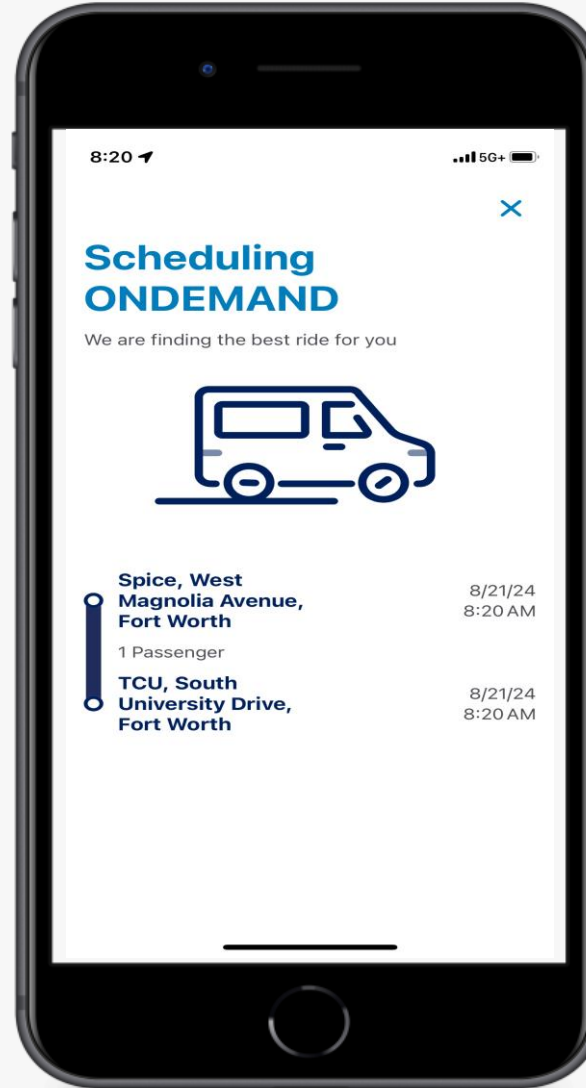 8:20
5G+
Scheduling
ONDEMAND
We are finding the best ride for you
Spice, West
Magnolia Avenue,
Fort Worth
8/21/24
8:20 AM
1 Passenger
TCU, South
University Drive,
Fort Worth
8/21/24
8:20 AM